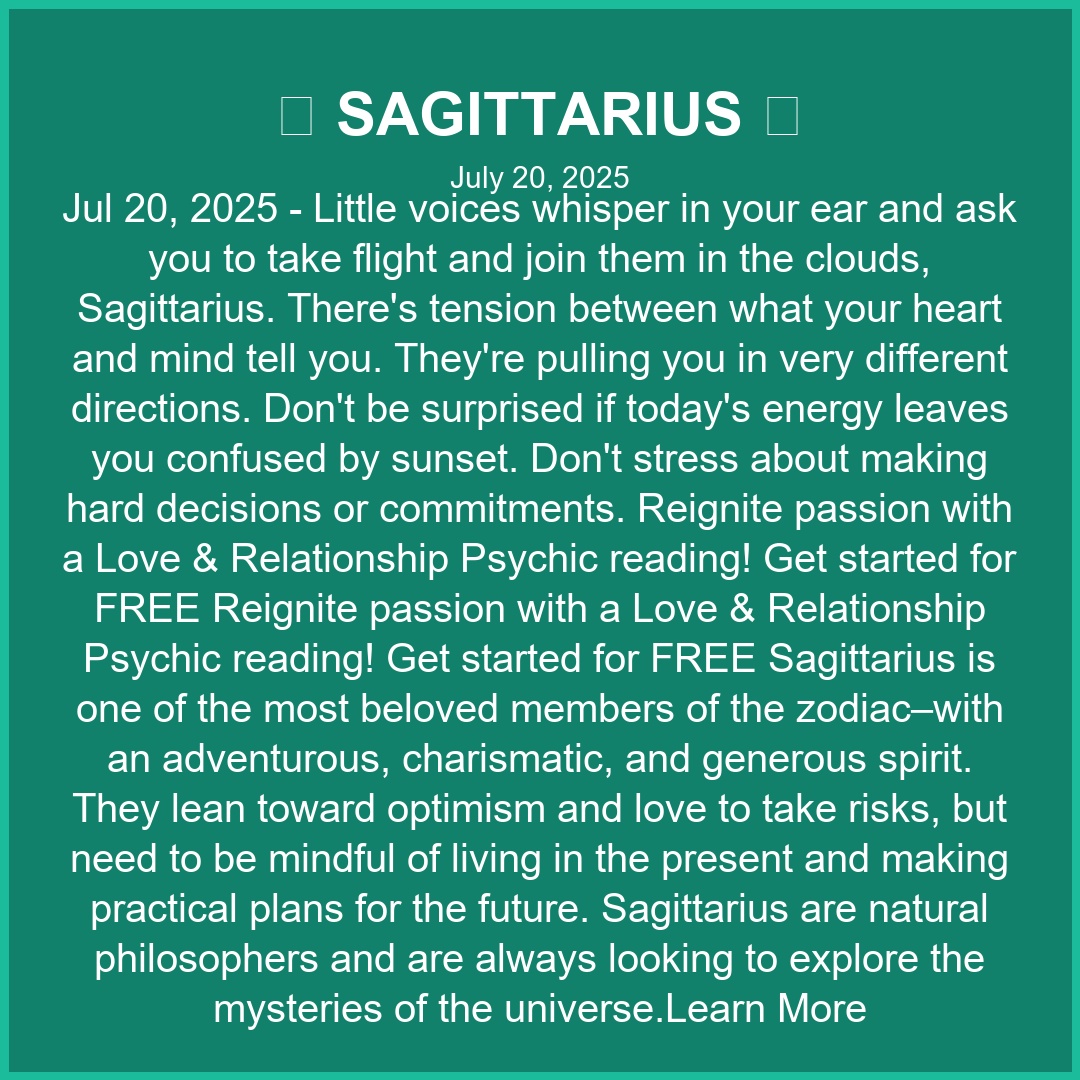 SAGITTARIUS
July 20, 2025
Jul 20, 2025 - Little voices whisper in your ear and ask
you to take flight and join them in the clouds,
Sagittarius. There's tension between what your heart
and mind tell you. They're pulling you in very different
directions. Don't be surprised if today's energy leaves
you confused by sunset. Don't stress about making
hard decisions or commitments. Reignite passion with
a Love & Relationship Psychic reading! Get started for
FREE Reignite passion with a Love & Relationship
Psychic reading! Get started for FREE Sagittarius is
one of the most beloved members of the zodiac—with
an adventurous, charismatic, and generous spirit.
They lean toward optimism and love to take risks, but
need to be mindful of living in the present and making
practical plans for the future. Sagittarius are natural
philosophers and are always looking to explore the
mysteries of the universe.Learn More